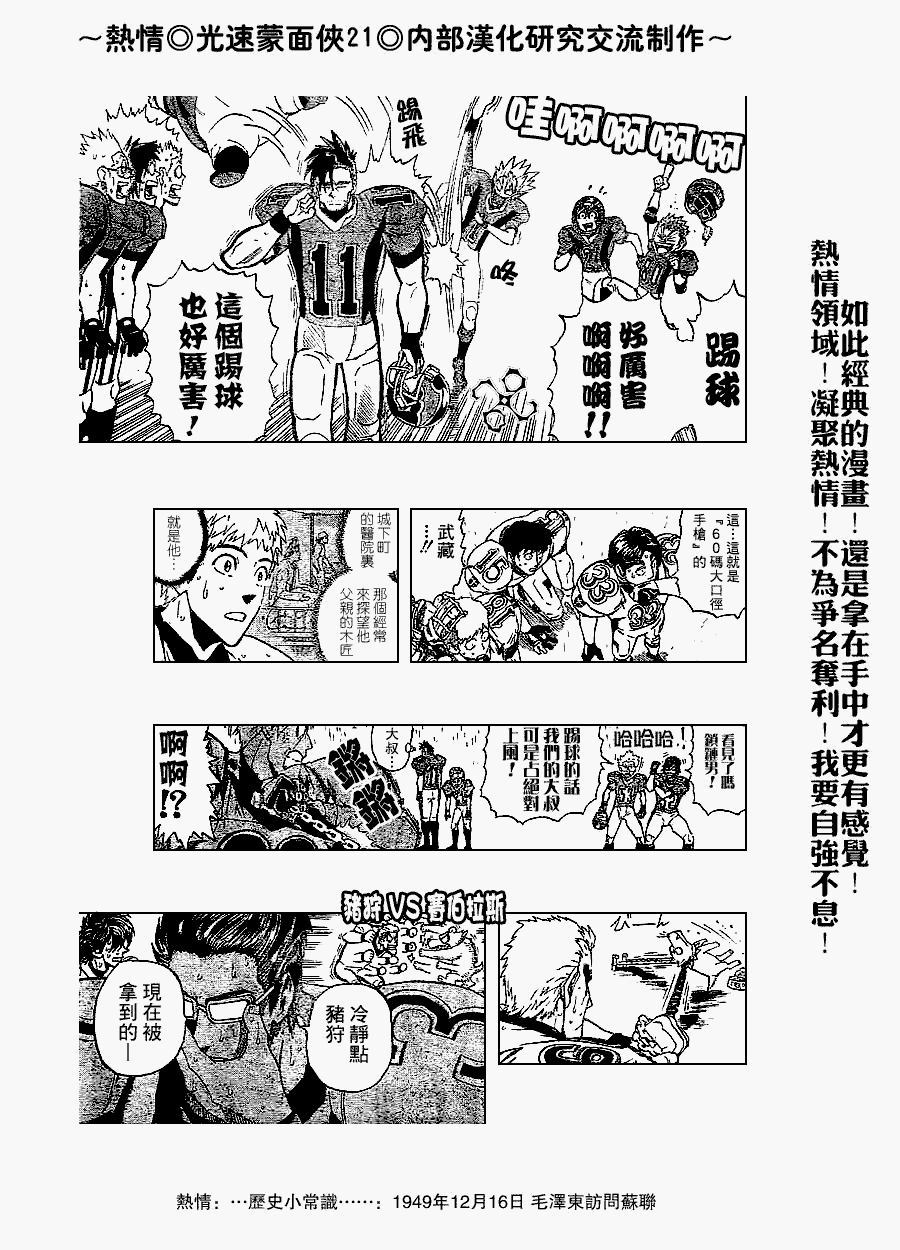 ～熱情◎光速蒙面俠21◎内部漢化研究交流制作～
如此經典的漫畫！還是拿在手中才更有感覺！
熱情領域！凝聚熱情！不為爭名奪利！我要自強不息！
哇啊啊啊啊
踢飛
咚
踢球
好厲害
啊啊啊!!
這個踢球
也好厲害！
這…這就是
『60碼大口徑
手槍』的
武藏
…!!
城下町
的醫院裏
那個經常
來探望他
父親的木匠
就是他…
看見了嗎
鎖鏈男！
哈哈哈！
踢球的話
我們的大叔
可是占絕對
上風！
大叔…
鏘
鏘
啊啊!?
豬狩 VS 賽伯拉斯
冷靜點
豬狩
現在被
拿到的—
熱情：…歷史小常識……：1949年12月16日 毛澤東訪問蘇聯